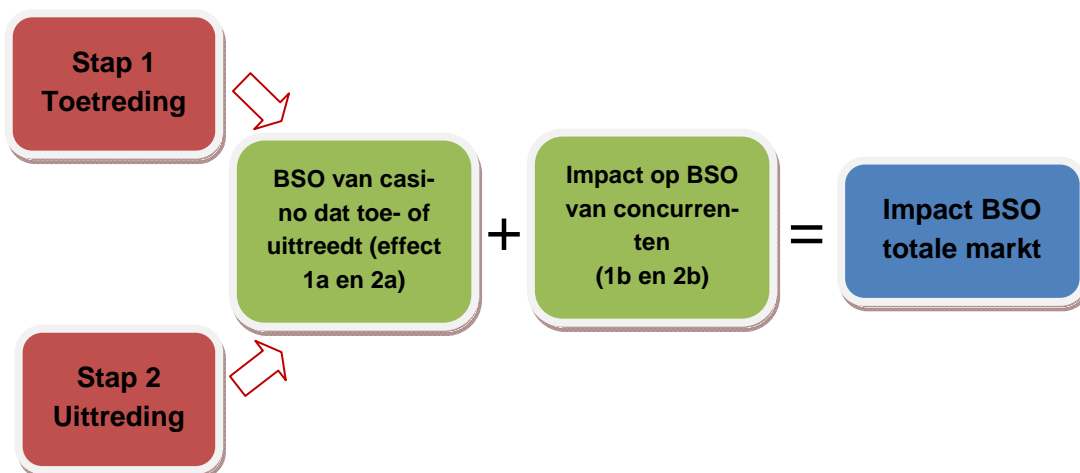 Stap 1
Toetreding
BSO van casi-
no dat toe- of
uittreedt (effect
1a en 2a)
+
Impact op BSO
van concurren-
ten
(1b en 2b)
=
Impact BSO
totale markt
Stap 2
Uittreding